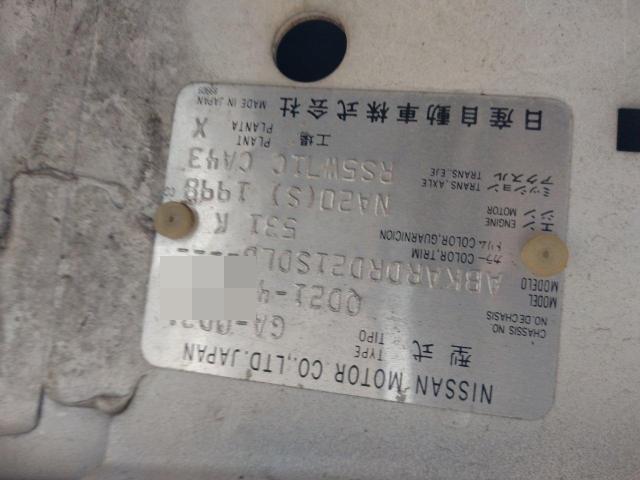 NISSAN MOTOR CO.,LTD.JAPAN
型式 TYPE
TIPO
CHASSIS NO.
NO.DE CHASIS QD21-4
MODEL
MODELO ABKARDRD21SDLB
カラー COLOR,TRIM
トリム COLOR,GUARNICION 531 K
エンジン ENGINE
MOTOR NA20(S) 1998 cc
ミッション TRANS.,AXLE
アクスル TRANS.,EJE RS5W71C CA43
工場 PLANT
PLANTA X
日産自動車株式会社 MADE IN JAPAN